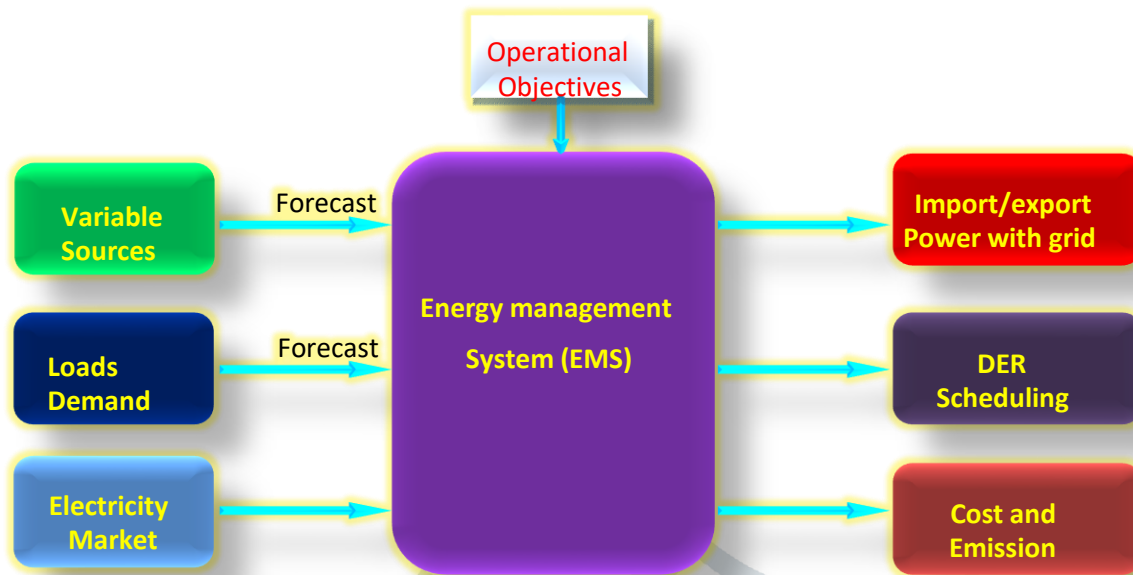 Operational
Objectives
Variable
Sources
Forecast
Import/export
Power with grid
Energy management
System (EMS)
Loads
Demand
Forecast
DER
Scheduling
Electricity
Market
Cost and
Emission